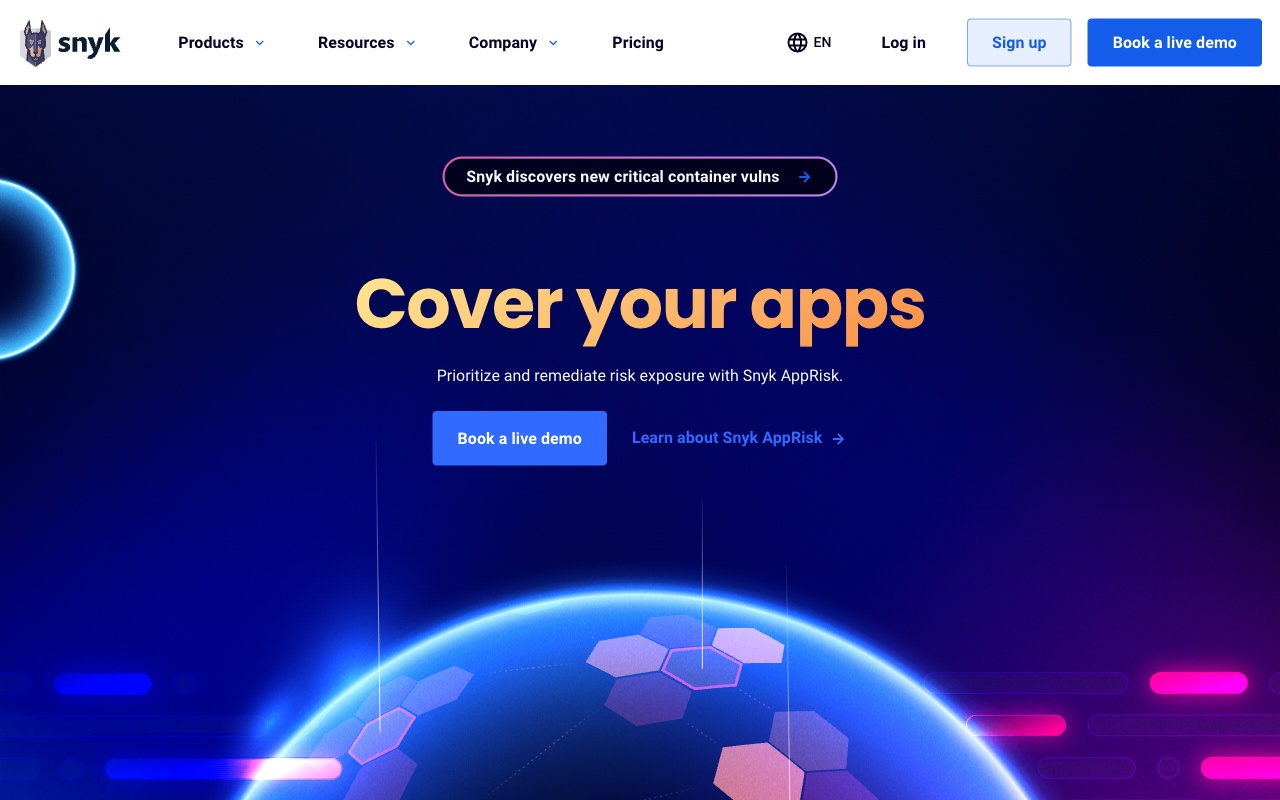 snyk
Products
Resources
Company
Pricing
EN
Log in
Sign up
Book a live demo
Snyk discovers new critical container vulns
Cover your apps
Prioritize and remediate risk exposure with Snyk AppRisk.
Book a live demo
Learn about Snyk AppRisk